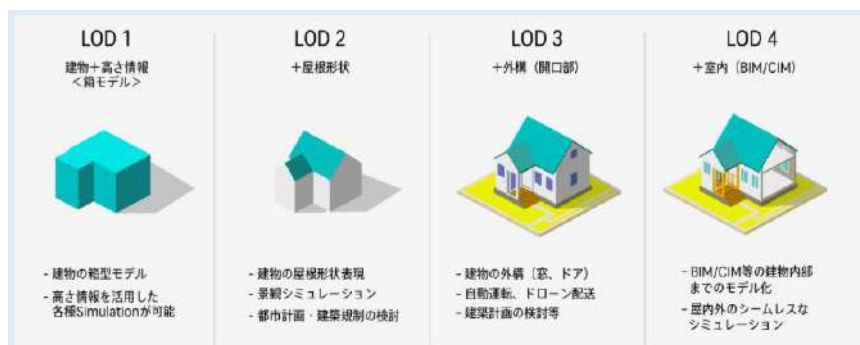 LOD 1
建物+高さ情報
<箱モデル>
- 建物の箱型モデル
- 高さ情報を活用した
各種Simulationが可能
LOD 2
+屋根形状
- 建物の屋根形状表現
- 景観シミュレーション
- 都市計画・建築規制の検討
LOD 3
+外構(開口部)
- 建物の外構(窓、ドア)
- 自動運転、ドローン配送
- 建築計画の検討等
LOD 4
+室内(BIM/CIM)
- BIM/CIM等の建物内部
までのモデル化
- 屋内外のシームレスな
シミュレーション